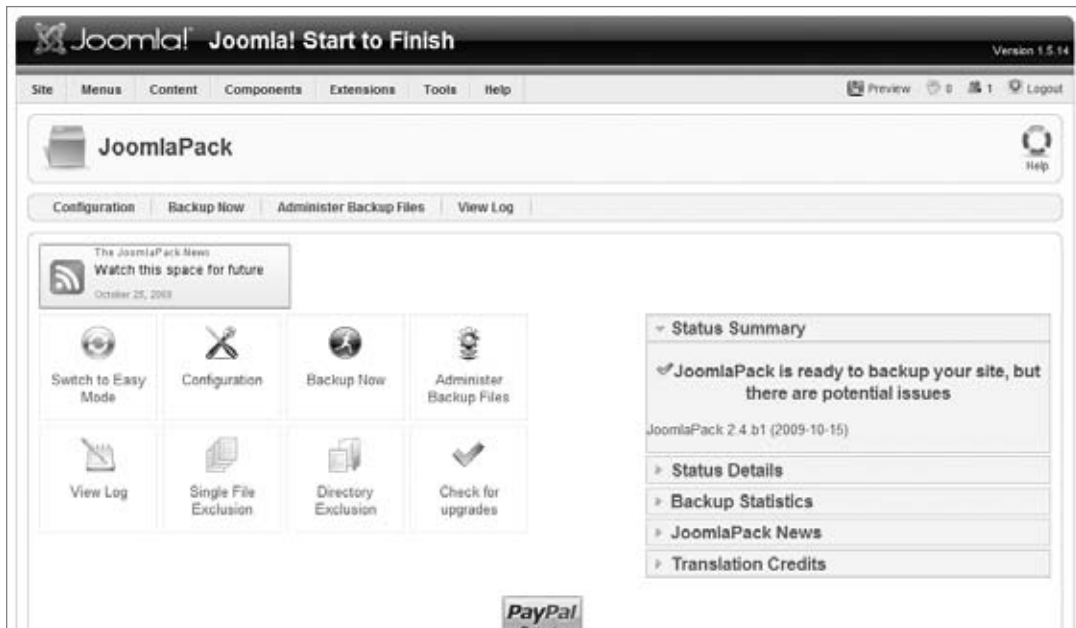 Joomla! Joomla! Start to Finish
Version 1.5.14
Site Menus Content Components Extensions Tools Help
Preview 0 1 Logout
JoomlaPack
Help
Configuration Backup Now Administer Backup Files View Log
The JoomlaPack News
Watch this space for future
October 25,
Switch to Easy Mode
Configuration
Backup Now
Administer Backup Files
View Log
Single File Exclusion
Directory Exclusion
Check for upgrades
Status Summary
JoomlaPack is ready to backup your site, but
there are potential issues
JoomlaPack 2.4.b1 (2009-10-15)
Status Details
Backup Statistics
JoomlaPack News
Translation Credits
PayPal